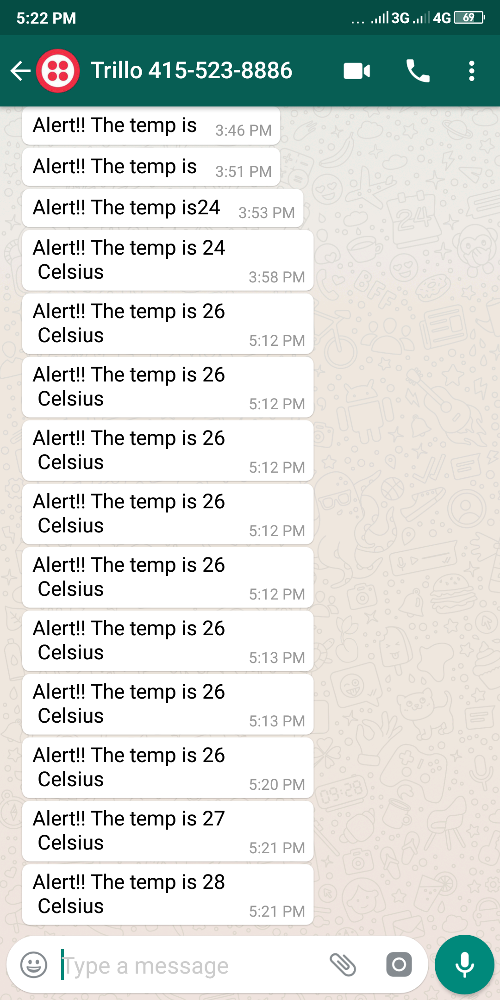 5:22 PM
... 3G 4G 69
Trillo 415-523-8886
Alert!! The temp is 3:46 PM
Alert!! The temp is 3:51 PM
Alert!! The temp is24 3:53 PM
Alert!! The temp is 24
Celsius 3:58 PM
Alert!! The temp is 26
Celsius 5:12 PM
Alert!! The temp is 26
Celsius 5:12 PM
Alert!! The temp is 26
Celsius 5:12 PM
Alert!! The temp is 26
Celsius 5:12 PM
Alert!! The temp is 26
Celsius 5:12 PM
Alert!! The temp is 26
Celsius 5:13 PM
Alert!! The temp is 26
Celsius 5:13 PM
Alert!! The temp is 26
Celsius 5:20 PM
Alert!! The temp is 27
Celsius 5:21 PM
Alert!! The temp is 28
Celsius 5:21 PM
Type a message
24
BFF
09:28